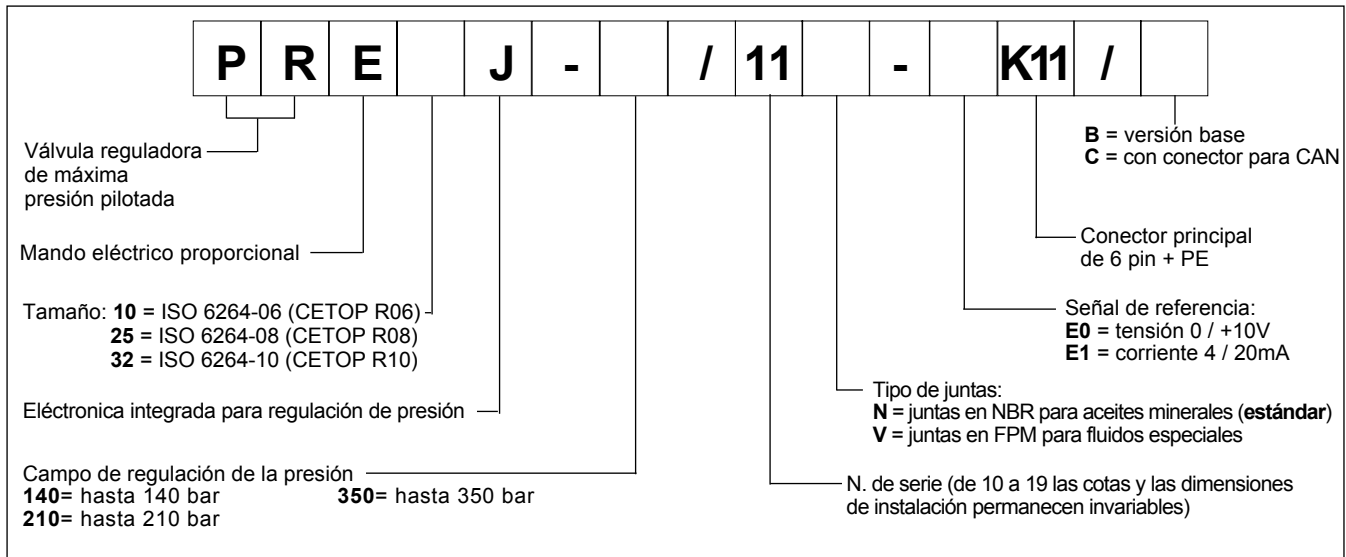 P R E J - / 11 - K11 /
Válvula reguladora
de máxima
presión pilotada
Mando eléctrico proporcional
Tamaño: 10 = ISO 6264-06 (CETOP R06)
25 = ISO 6264-08 (CETOP R08)
32 = ISO 6264-10 (CETOP R10)
Eléctronica integrada para regulación de presión
Campo de regulación de la presión
140= hasta 140 bar 350= hasta 350 bar
210= hasta 210 bar
B = versión base
C = con conector para CAN
Conector principal
de 6 pin + PE
Señal de referencia:
E0 = tensión 0 / +10V
E1 = corriente 4 / 20mA
Tipo de juntas:
N = juntas en NBR para aceites minerales (estándar)
V = juntas en FPM para fluidos especiales
N. de serie (de 10 a 19 las cotas y las dimensiones
de instalación permanecen invariables)